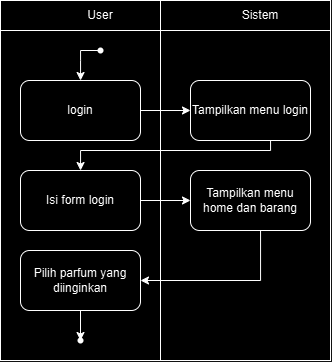 User
Sistem
login
Tampilkan menu login
Isi form login
Tampilkan menu
home dan barang
Pilih parfum yang
diinginkan